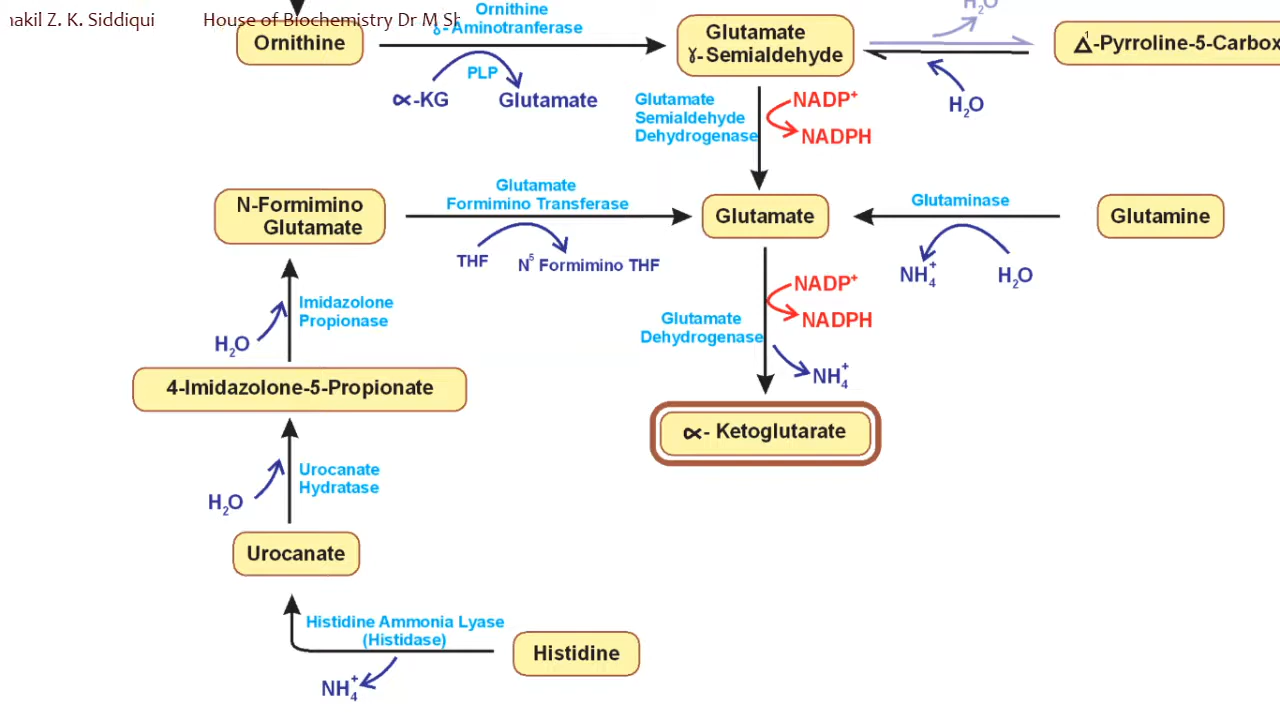 nakil Z. K. Siddiqui House of Biochemistry Dr M Sh
H₂O
Ornithine
δ-Aminotranferase
Ornithine
Glutamate
ɣ- Semialdehyde
Δ¹-Pyrroline-5-Carbox
PLP
∝-KG
Glutamate
H₂O
Glutamate
Semialdehyde
Dehydrogenase
NADP⁺
NADPH
N-Formimino
Glutamate
Glutamate
Formimino Transferase
THF
N⁵ Formimino THF
Glutamate
Glutaminase
Glutamine
NH₄⁺
H₂O
Imidazolone
Propionase
H₂O
Glutamate
Dehydrogenase
NADP⁺
NADPH
NH₄⁺
4-Imidazolone-5-Propionate
∝- Ketoglutarate
Urocanate
Hydratase
H₂O
Urocanate
Histidine Ammonia Lyase
(Histidase)
Histidine
NH₄⁺